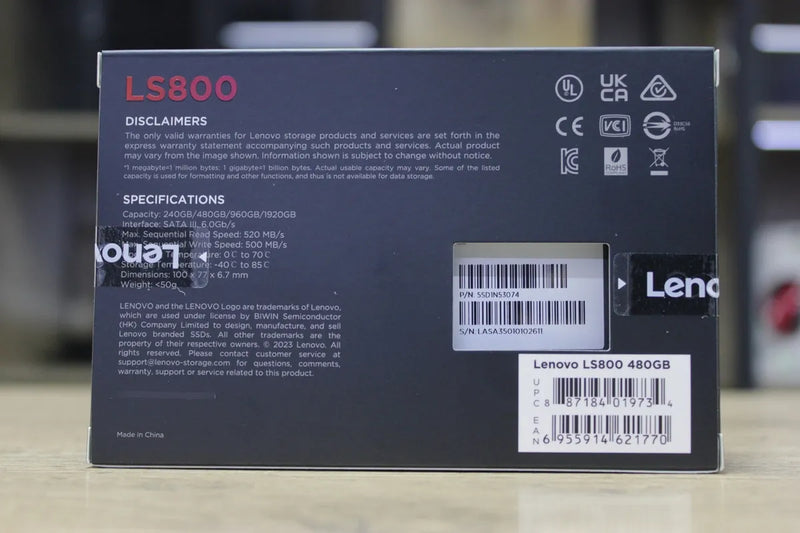 LS800
DISCLAIMERS
The only valid warranties for Lenovo storage products and services are set forth in the
express warranty statement accompanying such products and services. Actual product
may vary from the image shown. Information shown is subject to change without notice.
*1 megabyte=1 million bytes; 1 gigabyte=1 billion bytes. Actual usable capacity may vary. Some of the listed
capacity is used for formatting and other functions, and thus is not available for data storage.
SPECIFICATIONS
Capacity: 240GB/480GB/960GB/1920GB
Interface: SATA III, 6.0Gb/s
Max. Sequential Read Speed: 520 MB/s
Max. Sequential Write Speed: 500 MB/s
Temperature: 0℃ to 70℃
Storage Temperature: -40℃ to 85℃
Dimensions: 100 x 77 x 6.7 mm
Weight: <50g
Leno
LENOVO and the LENOVO Logo are trademarks of Lenovo,
which are used under license by BIWIN Semiconductor
(HK) Company Limited to design, manufacture, and sell
Lenovo branded SSDs. All other trademarks are the
property of their respective owners. © 2023 Lenovo. All
rights reserved. Please contact customer service at
support@lenovo-storage.com for questions, comments,
warranty, support or service related to this product.
Made in China
UL
UK
CA
CE
VCI
RoHS
P/N: SSD1N53074
S/N: LASA35010102611
Leno
Lenovo LS800 480GB
UPC
8 87184 01973 4
EAN
6 955914 621770